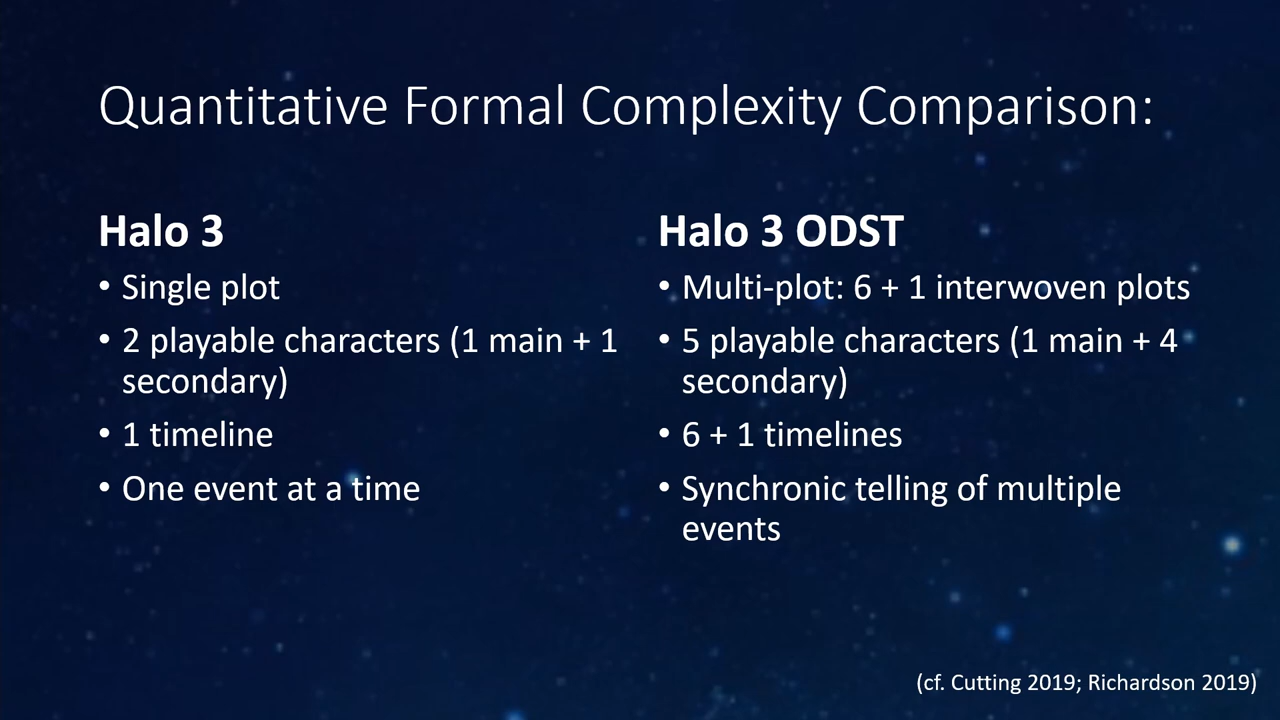 Quantitative Formal Complexity Comparison:
Halo 3
• Single plot
• 2 playable characters (1 main + 1
secondary)
• 1 timeline
• One event at a time
Halo 3 ODST
• Multi-plot: 6 + 1 interwoven plots
• 5 playable characters (1 main + 4
secondary)
• 6 + 1 timelines
• Synchronic telling of multiple
events
(cf. Cutting 2019; Richardson 2019)